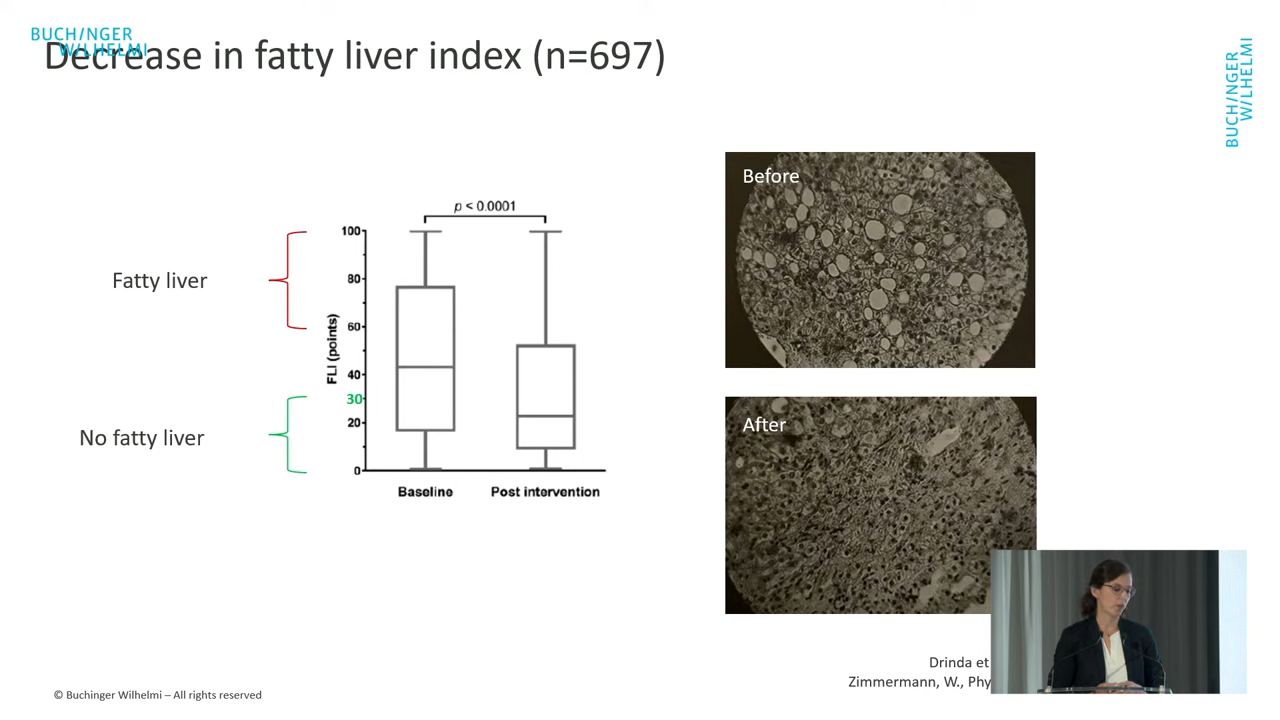 BUCHINGER
WILHELMI
Decrease in fatty liver index (n=697)
BUCHINGER
WILHELMI
Before
p < 0.0001
100
80
60
40
30
20
0
FLI (points)
Fatty liver
No fatty liver
Baseline
Post intervention
After
Drinda et
Zimmermann, W., Phy
© Buchinger Wilhelmi – All rights reserved